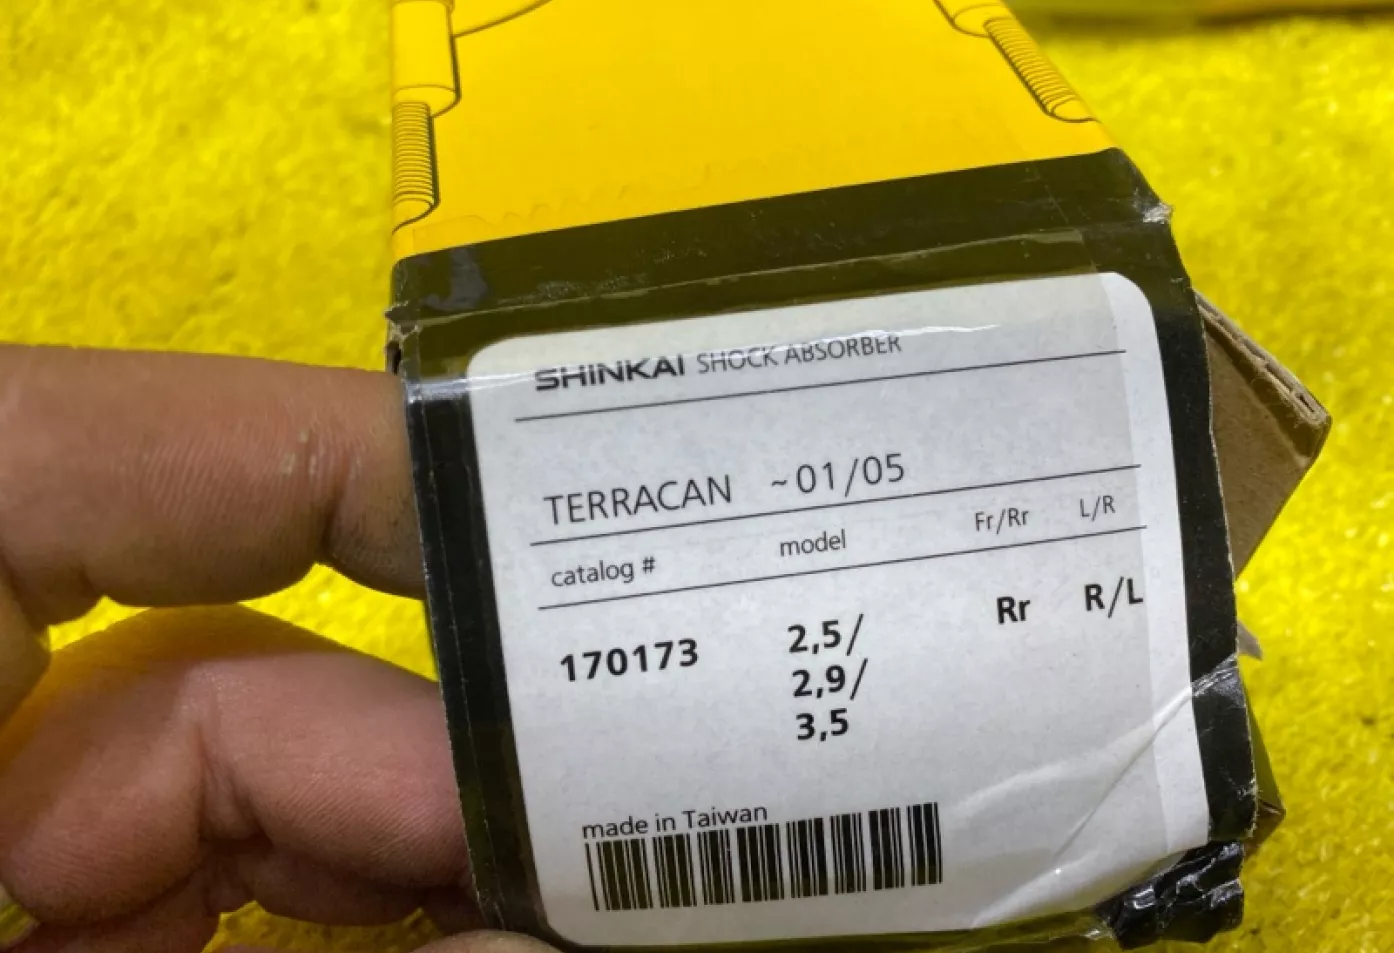 SHINKAI SHOCK ABSORBER
TERRACAN ~01/05
catalog # model Fr/Rr L/R
170173 2,5/ Rr R/L
2,9/
3,5
made in Taiwan